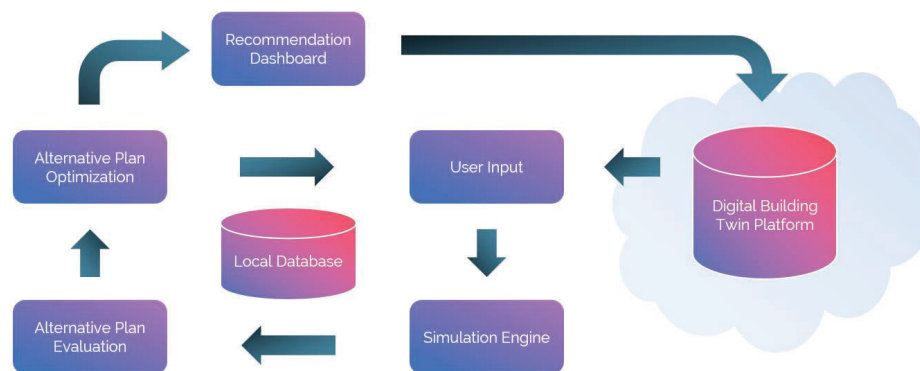 Recommendation
Dashboard
Alternative Plan
Optimization
User Input
Digital Building
Twin Platform
Local Database
Alternative Plan
Evaluation
Simulation Engine